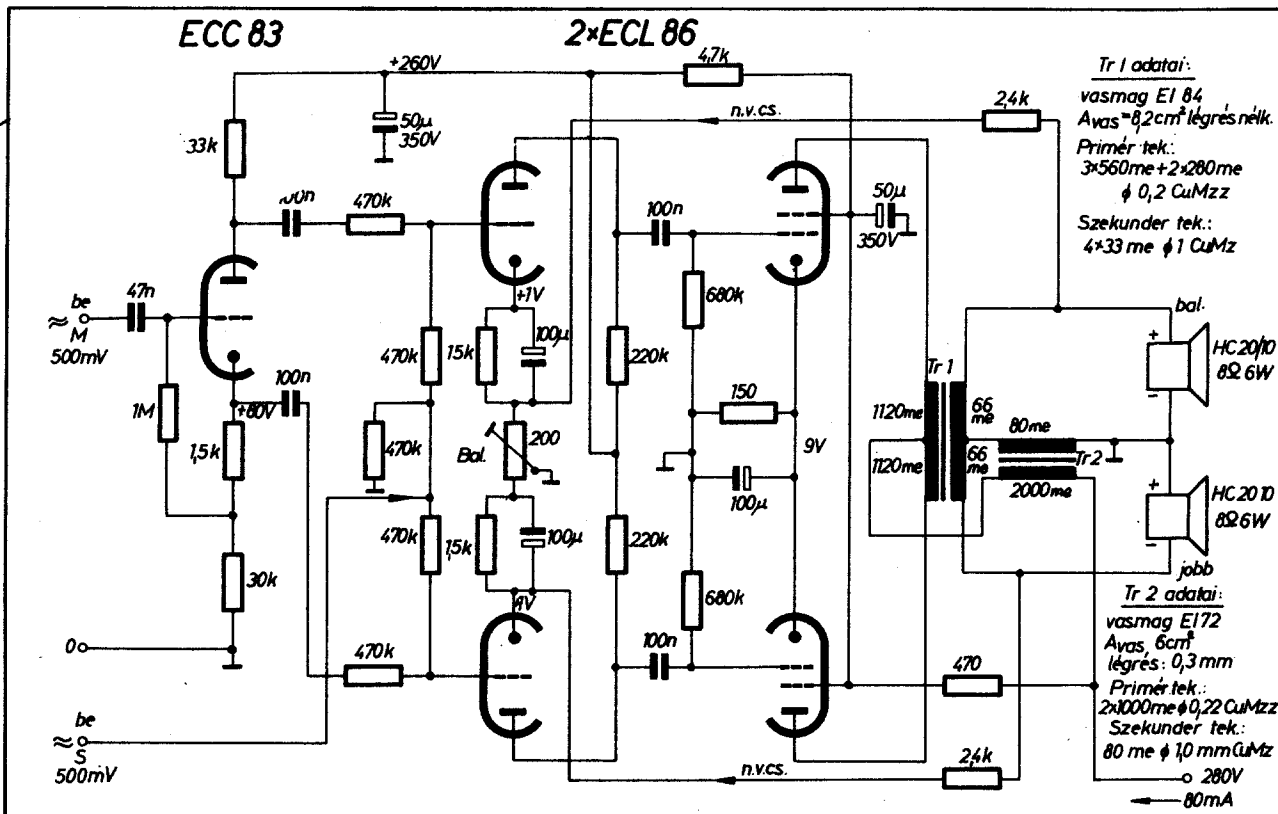 ECC 83
2×ECL 86
+260V
4,7k
50µ
350V
33k
n.v.cs.
2,4k
Tr 1 adatai:
vasmag EI 84
Avas=8,2cm² légrés nélk.
Primér tek.:
3×560me+2×280me
ϕ 0,2 CuMzz
Szekunder tek.:
4×33 me ϕ 1 CuMz
100n
470k
100n
50µ
350V
be
M
500mV
47n
+1V
680k
bal.
1M
100n
+80V
470k
15k
100µ
220k
Tr 1
+
-
HC 20/10
8Ω 6W
1,5k
470k
Bal.
200
150
9V
1120me
66
me
80me
1120me
66
me
Tr2
2000me
100µ
+
-
HC 20 10
8Ω 6W
470k
1,5k
100µ
220k
30k
1V
680k
jobb
0
470k
100n
470
Tr 2 adatai:
vasmag EI 72
Avas, 6cm²
légrés: 0,3 mm
Primér tek.:
2x1000meϕ0,22 CuMzz
Szekunder tek.:
80 me ϕ 1,0 mm CuMz
be
S
500mV
n.v.cs.
2,4k
280V
80mA